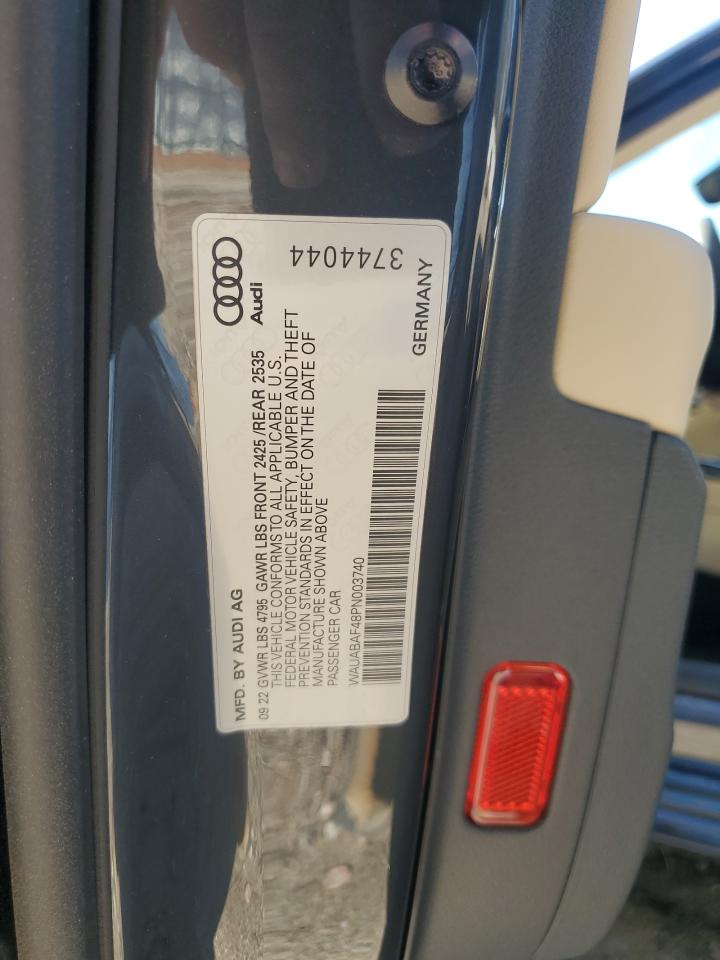 Audi
3744044
MFD. BY AUDI AG
09 22 GVWR LBS 4795 GAWR LBS FRONT 2425 /REAR 2535
THIS VEHICLE CONFORMS TO ALL APPLICABLE U.S.
FEDERAL MOTOR VEHICLE SAFETY, BUMPER AND THEFT
PREVENTION STANDARDS IN EFFECT ON THE DATE OF
MANUFACTURE SHOWN ABOVE
PASSENGER CAR
WAUABAF48PN003740
GERMANY